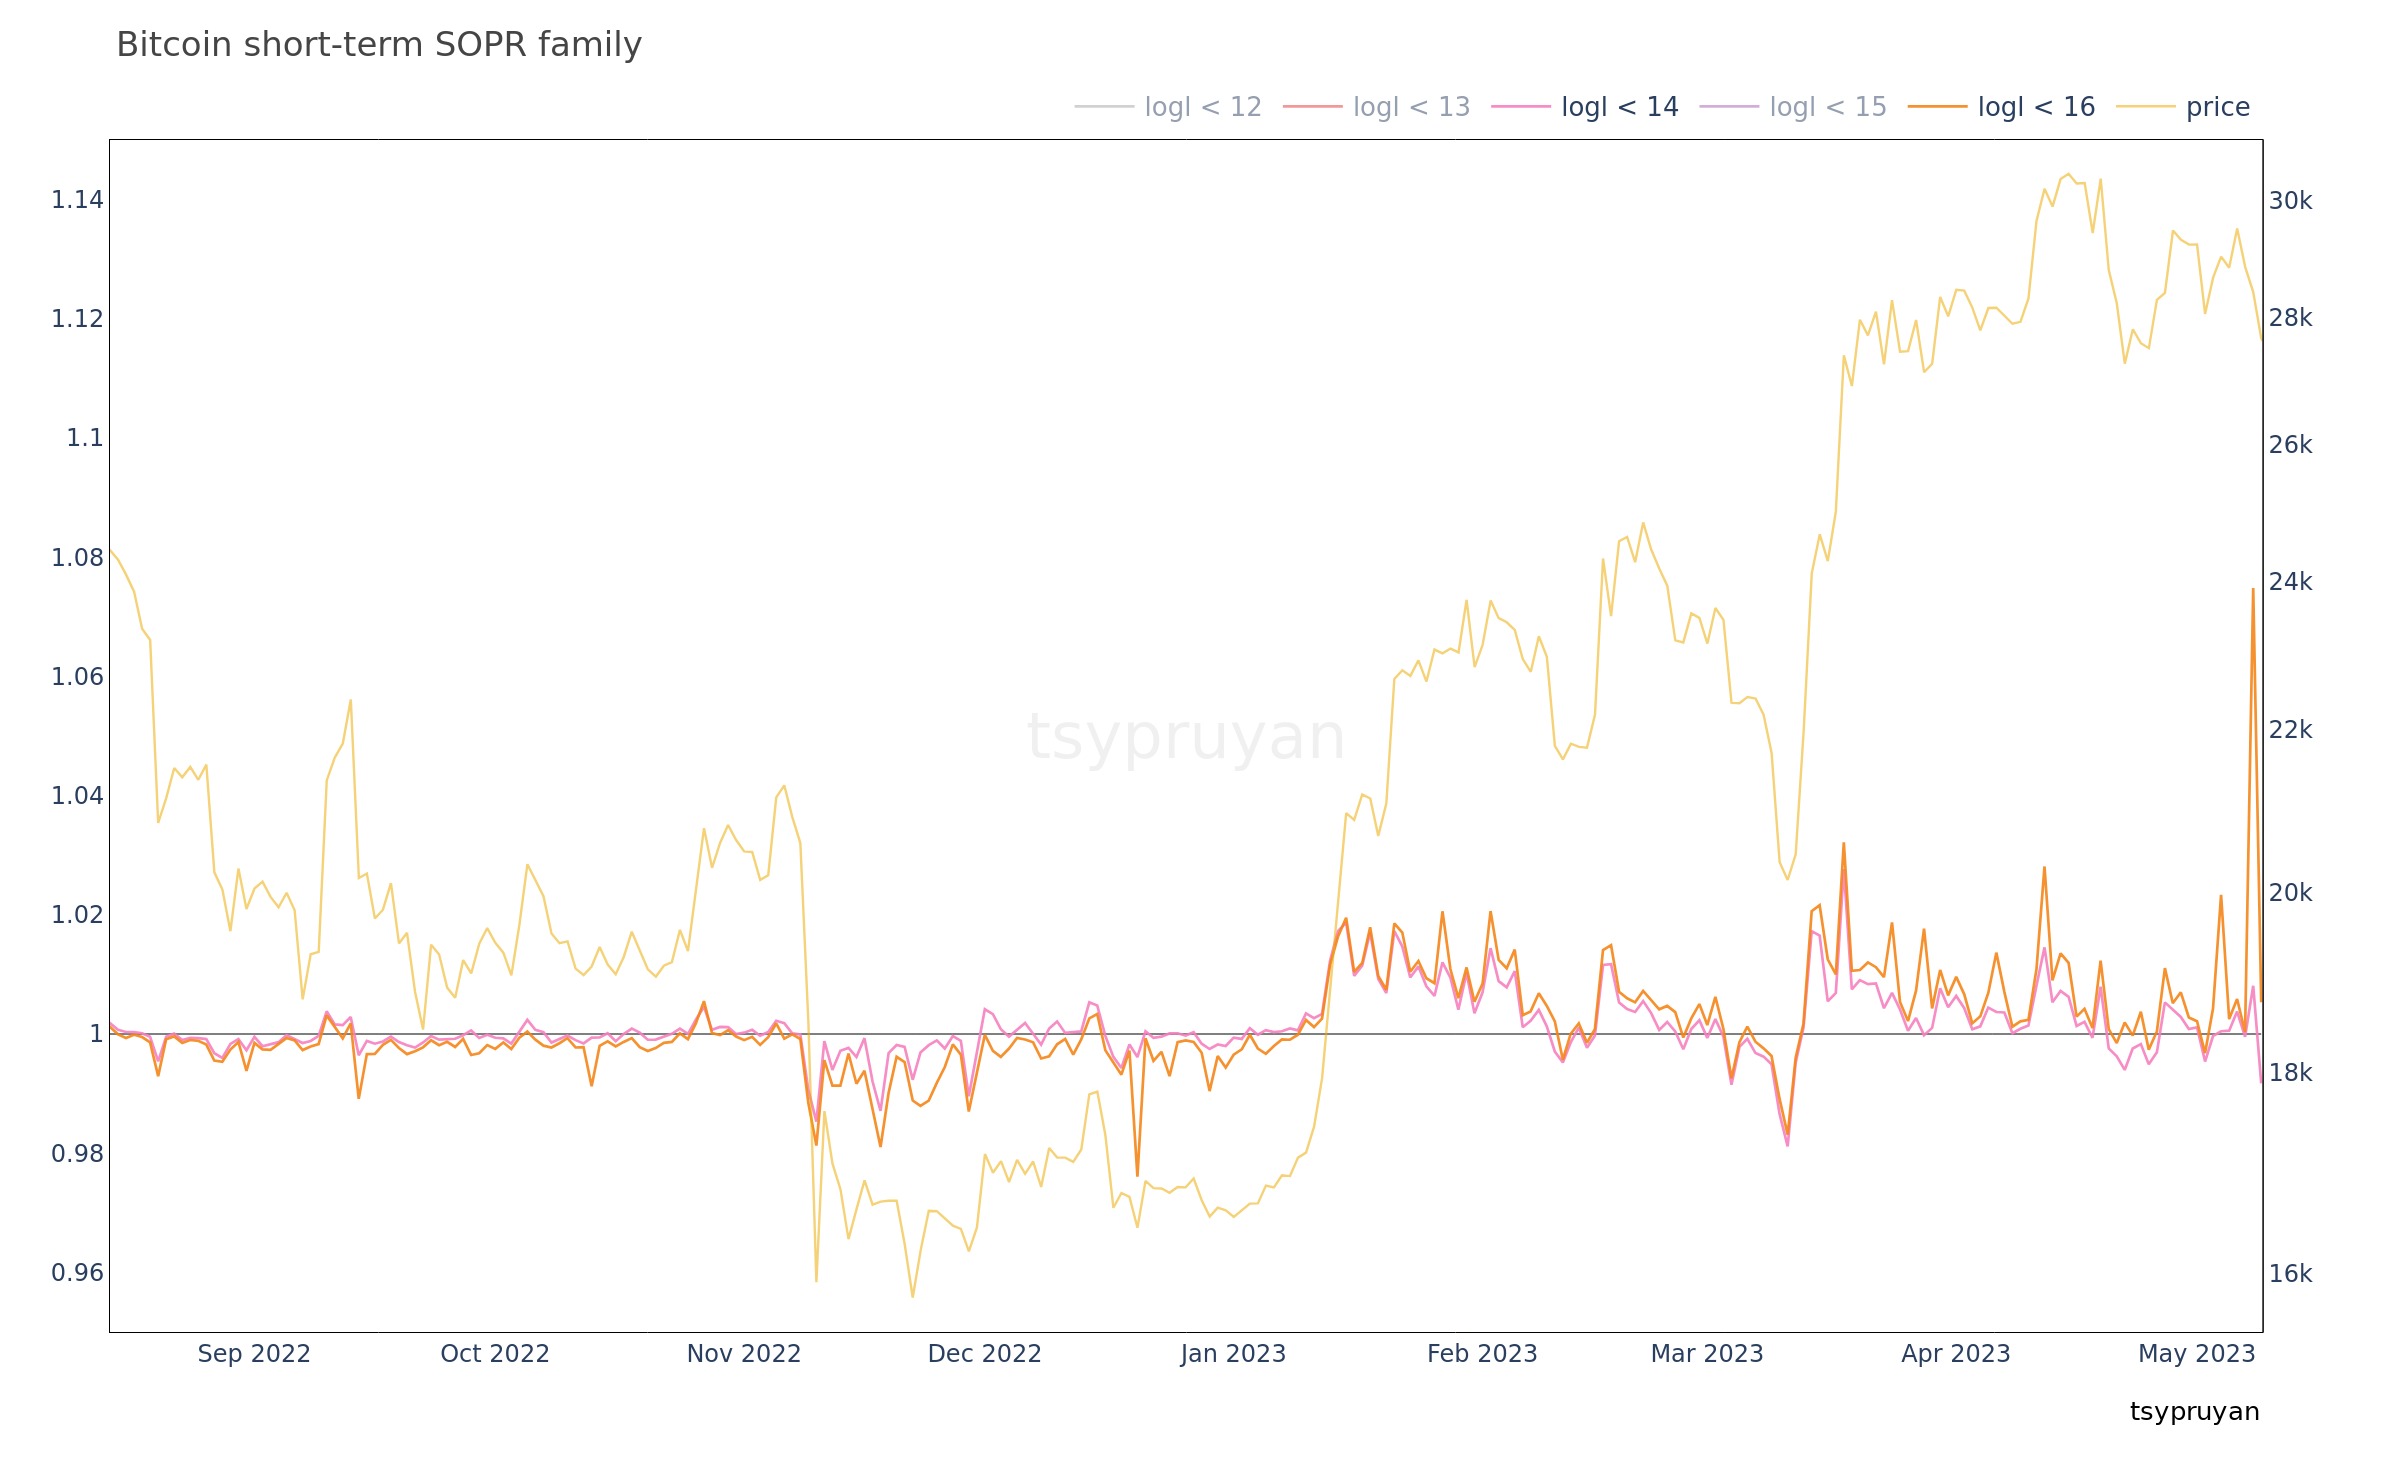 Bitcoin short-term SOPR family
logl < 12 logl < 13 logl < 14 logl < 15 logl < 16 price
1.14 30k
1.12 28k
1.1 26k
1.08 24k
1.06 22k
tsypruyan
1.04
1.02 20k
1 18k
0.98
0.96 16k
Sep 2022 Oct 2022 Nov 2022 Dec 2022 Jan 2023 Feb 2023 Mar 2023 Apr 2023 May 2023
tsypruyan